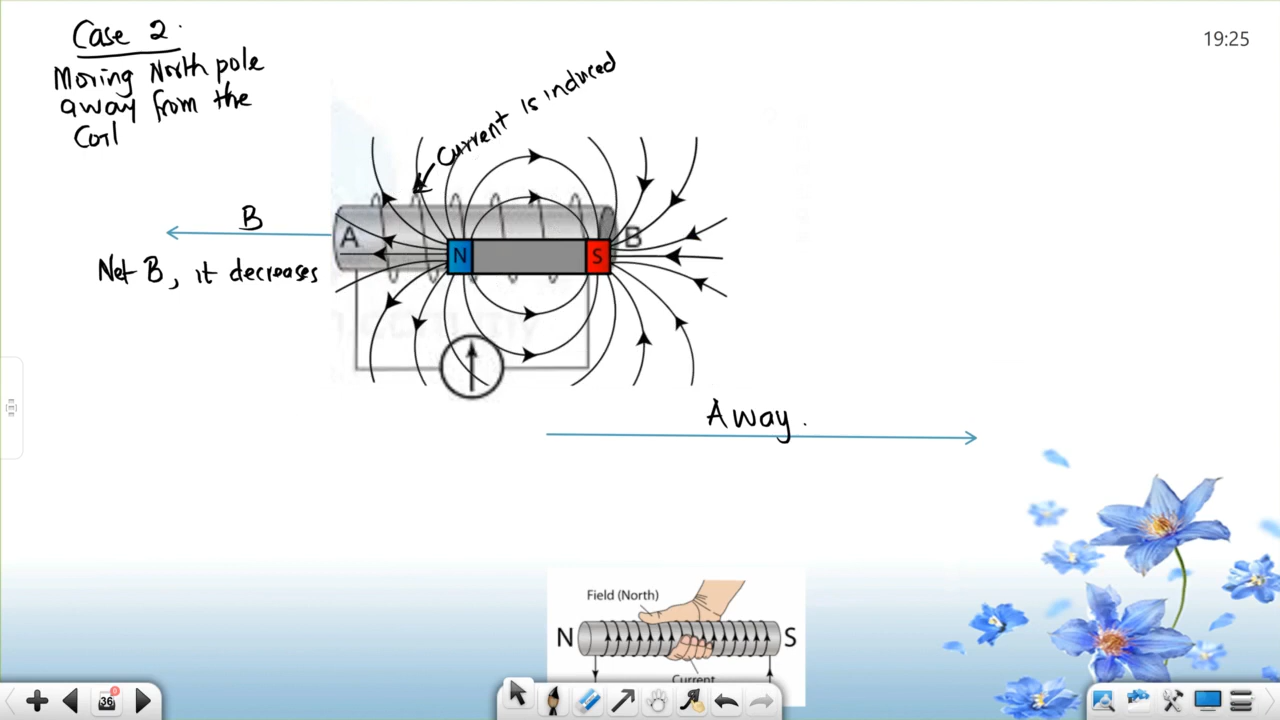 Case 2.
19:25
Moving North pole
away from the
Coil
Current is induced
B
A
B
N
S
Net B, it decreases
Away.
Field (North)
N
S
Current
36
8